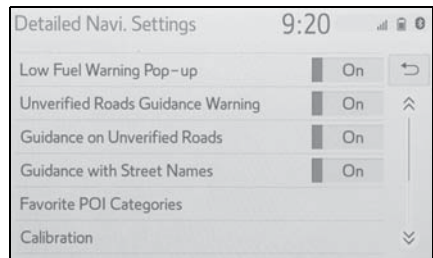 Detailed Navi. Settings 9:20
Low Fuel Warning Pop-up On
Unverified Roads Guidance Warning On
Guidance on Unverified Roads On
Guidance with Street Names On
Favorite POI Categories
Calibration